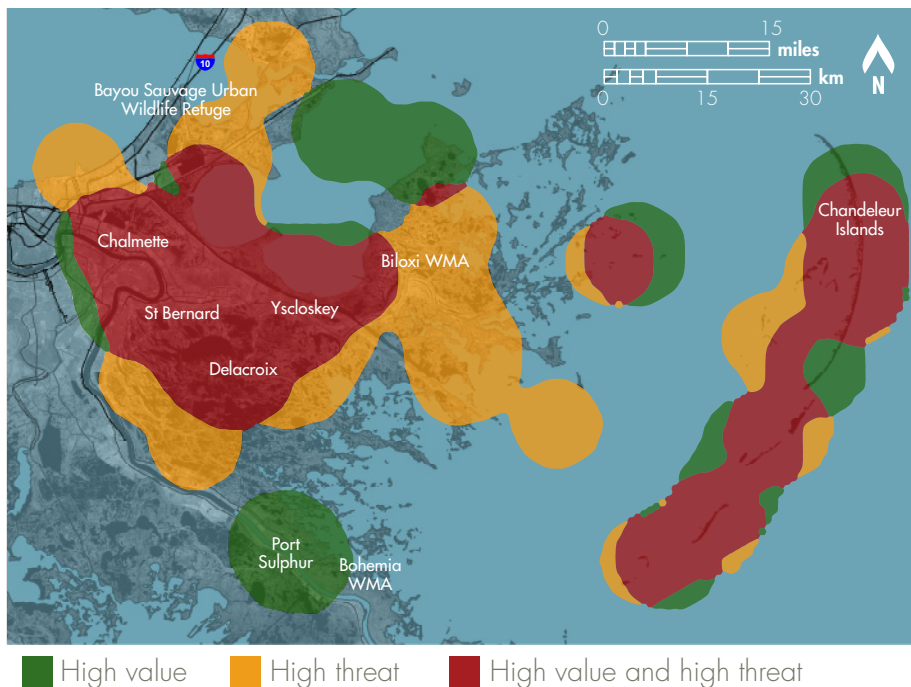 0 15
miles
km
0 15 30
N
10
Bayou Sauvage Urban
Wildlife Refuge
Chandeleur
Islands
Chalmette
Biloxi WMA
St Bernard
Yscloskey
Delacroix
Port
Sulphur
Bohemia
WMA
High value
High threat
High value and high threat